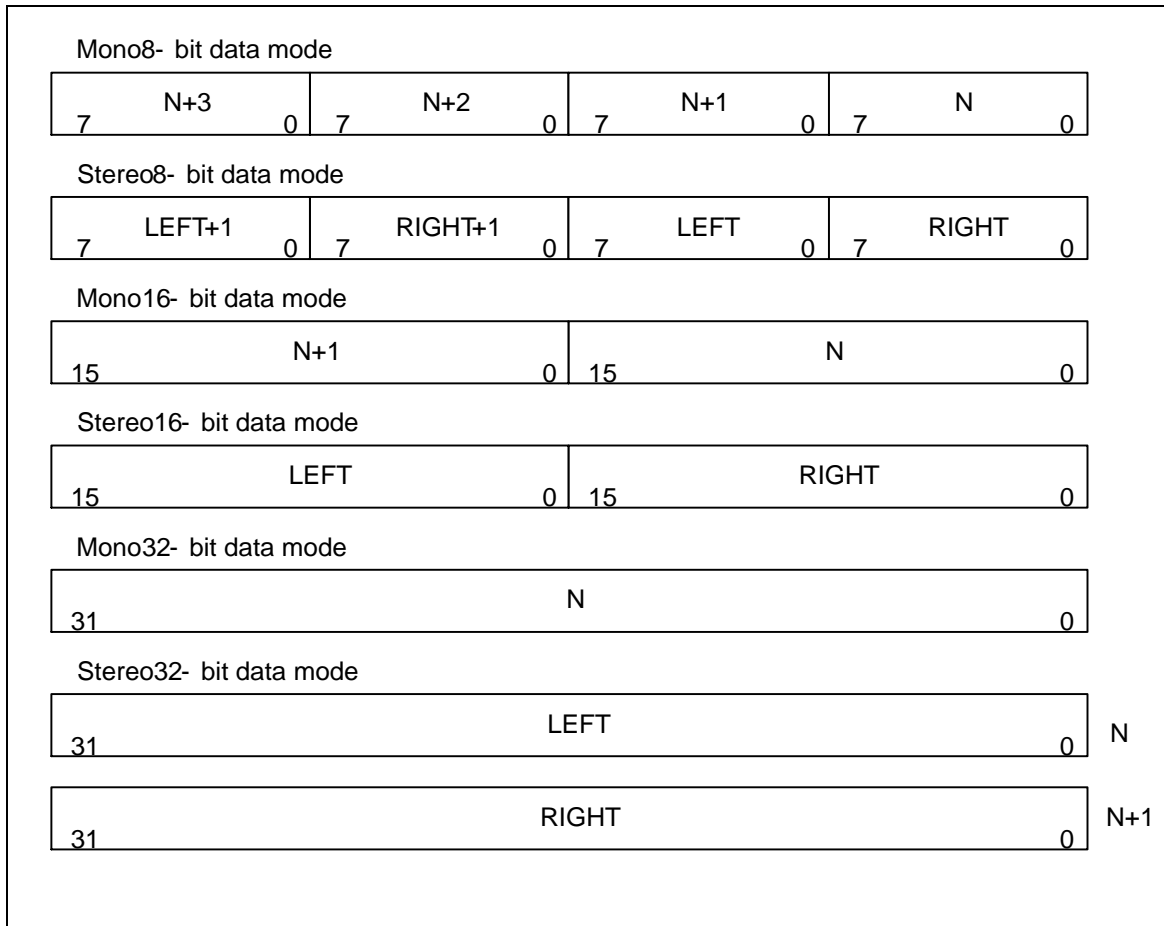 Mono8- bit data mode
N+3 N+2 N+1 N
7 0 7 0 7 0 7 0
Stereo8- bit data mode
LEFT+1 RIGHT+1 LEFT RIGHT
7 0 7 0 7 0 7 0
Mono16- bit data mode
N+1 N
15 0 15 0
Stereo16- bit data mode
LEFT RIGHT
15 0 15 0
Mono32- bit data mode
N
31 0
Stereo32- bit data mode
LEFT
31 0 N
RIGHT
31 0 N+1